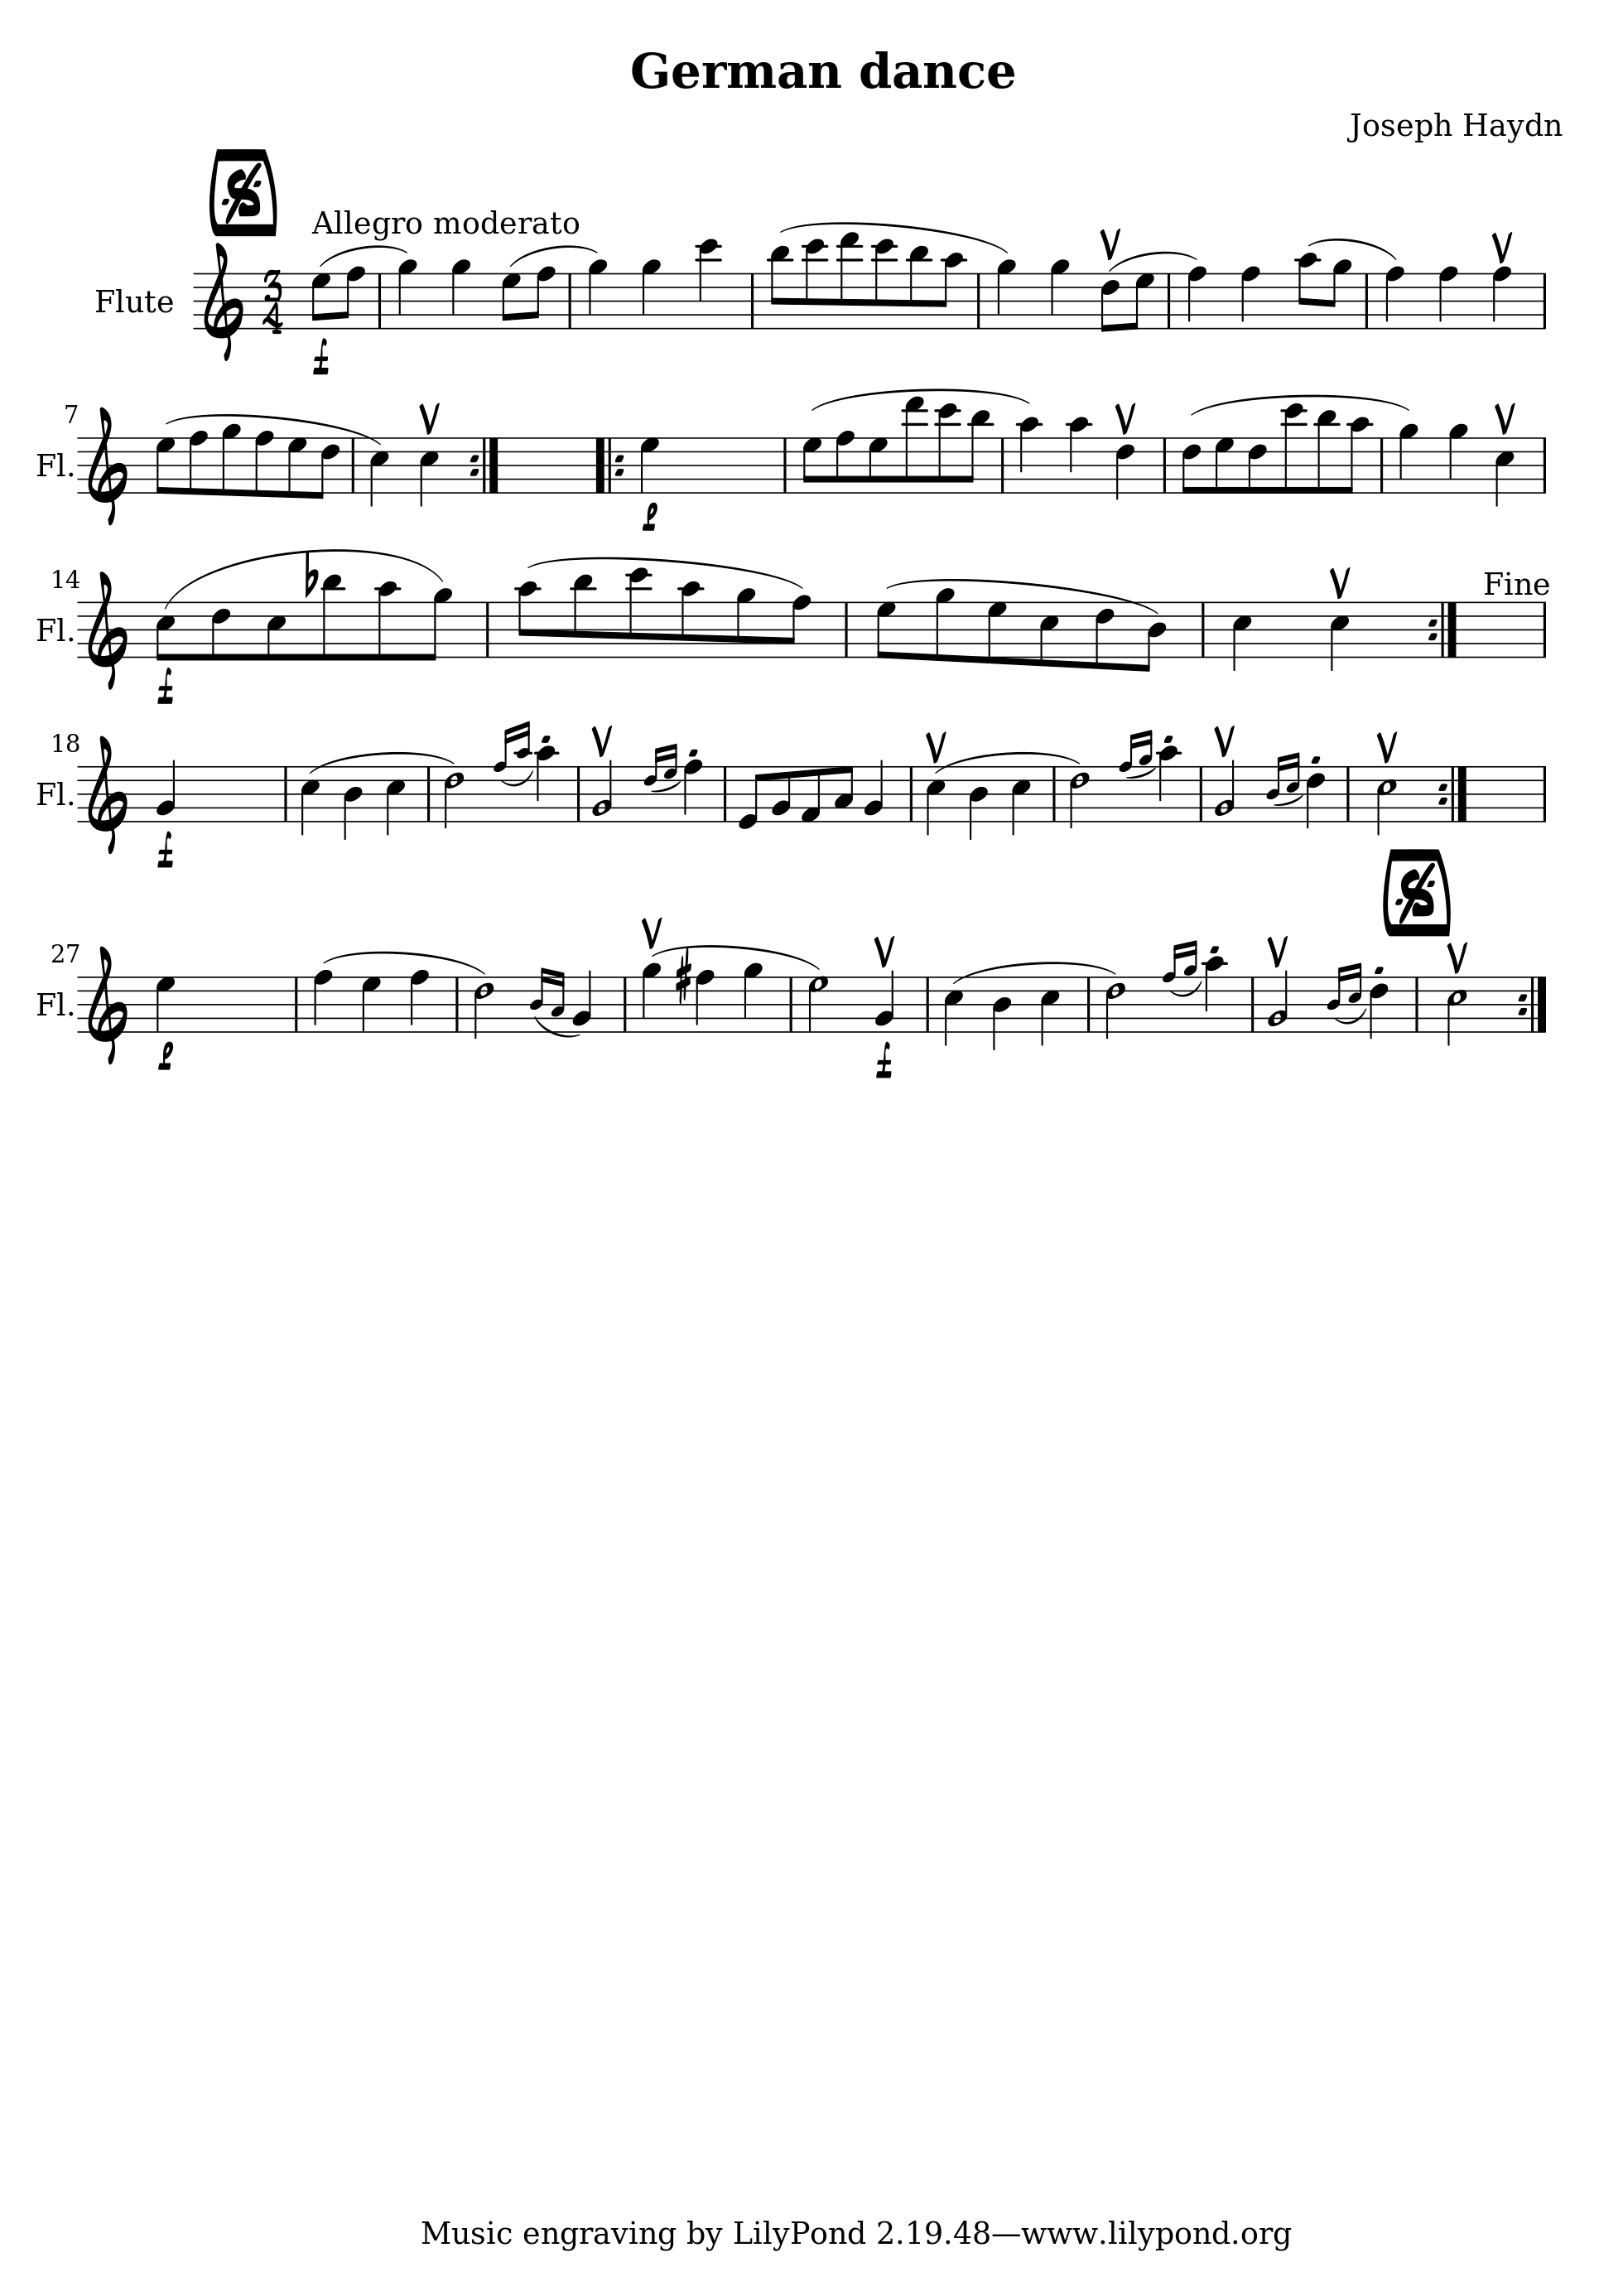 German dance
Joseph Haydn
Allegro moderato
Flute
3
4
f
7
Fl.
p
14
Fl.
Fine
f
18
Fl.
f
27
Fl.
p
f
Music engraving by LilyPond 2.19.48—www.lilypond.org